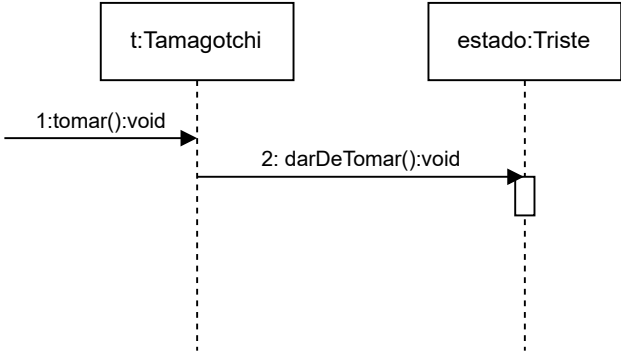 t:Tamagotchi
estado:Triste
1:tomar():void
2: darDeTomar():void